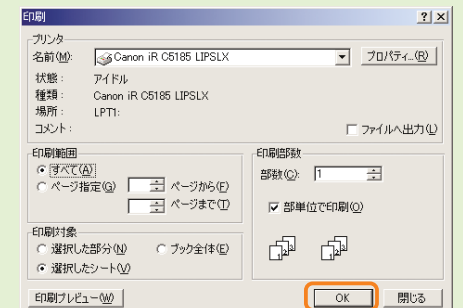 印刷
プリンタ
名前(M): Canon iR C5185 LIPSLX プロパティ...(R)
状態: アイドル
種類: Canon iR C5185 LIPSLX
場所: LPT1:
コメント: ファイルへ出力(L)
印刷範囲
すべて(A)
ページ指定(G) ページから(F)
ページまで(T)
印刷部数
部数(C): 1
部単位で印刷(O)
印刷対象
選択した部分(N) ブック全体(E)
選択したシート(V)
印刷プレビュー(W) OK 閉じる